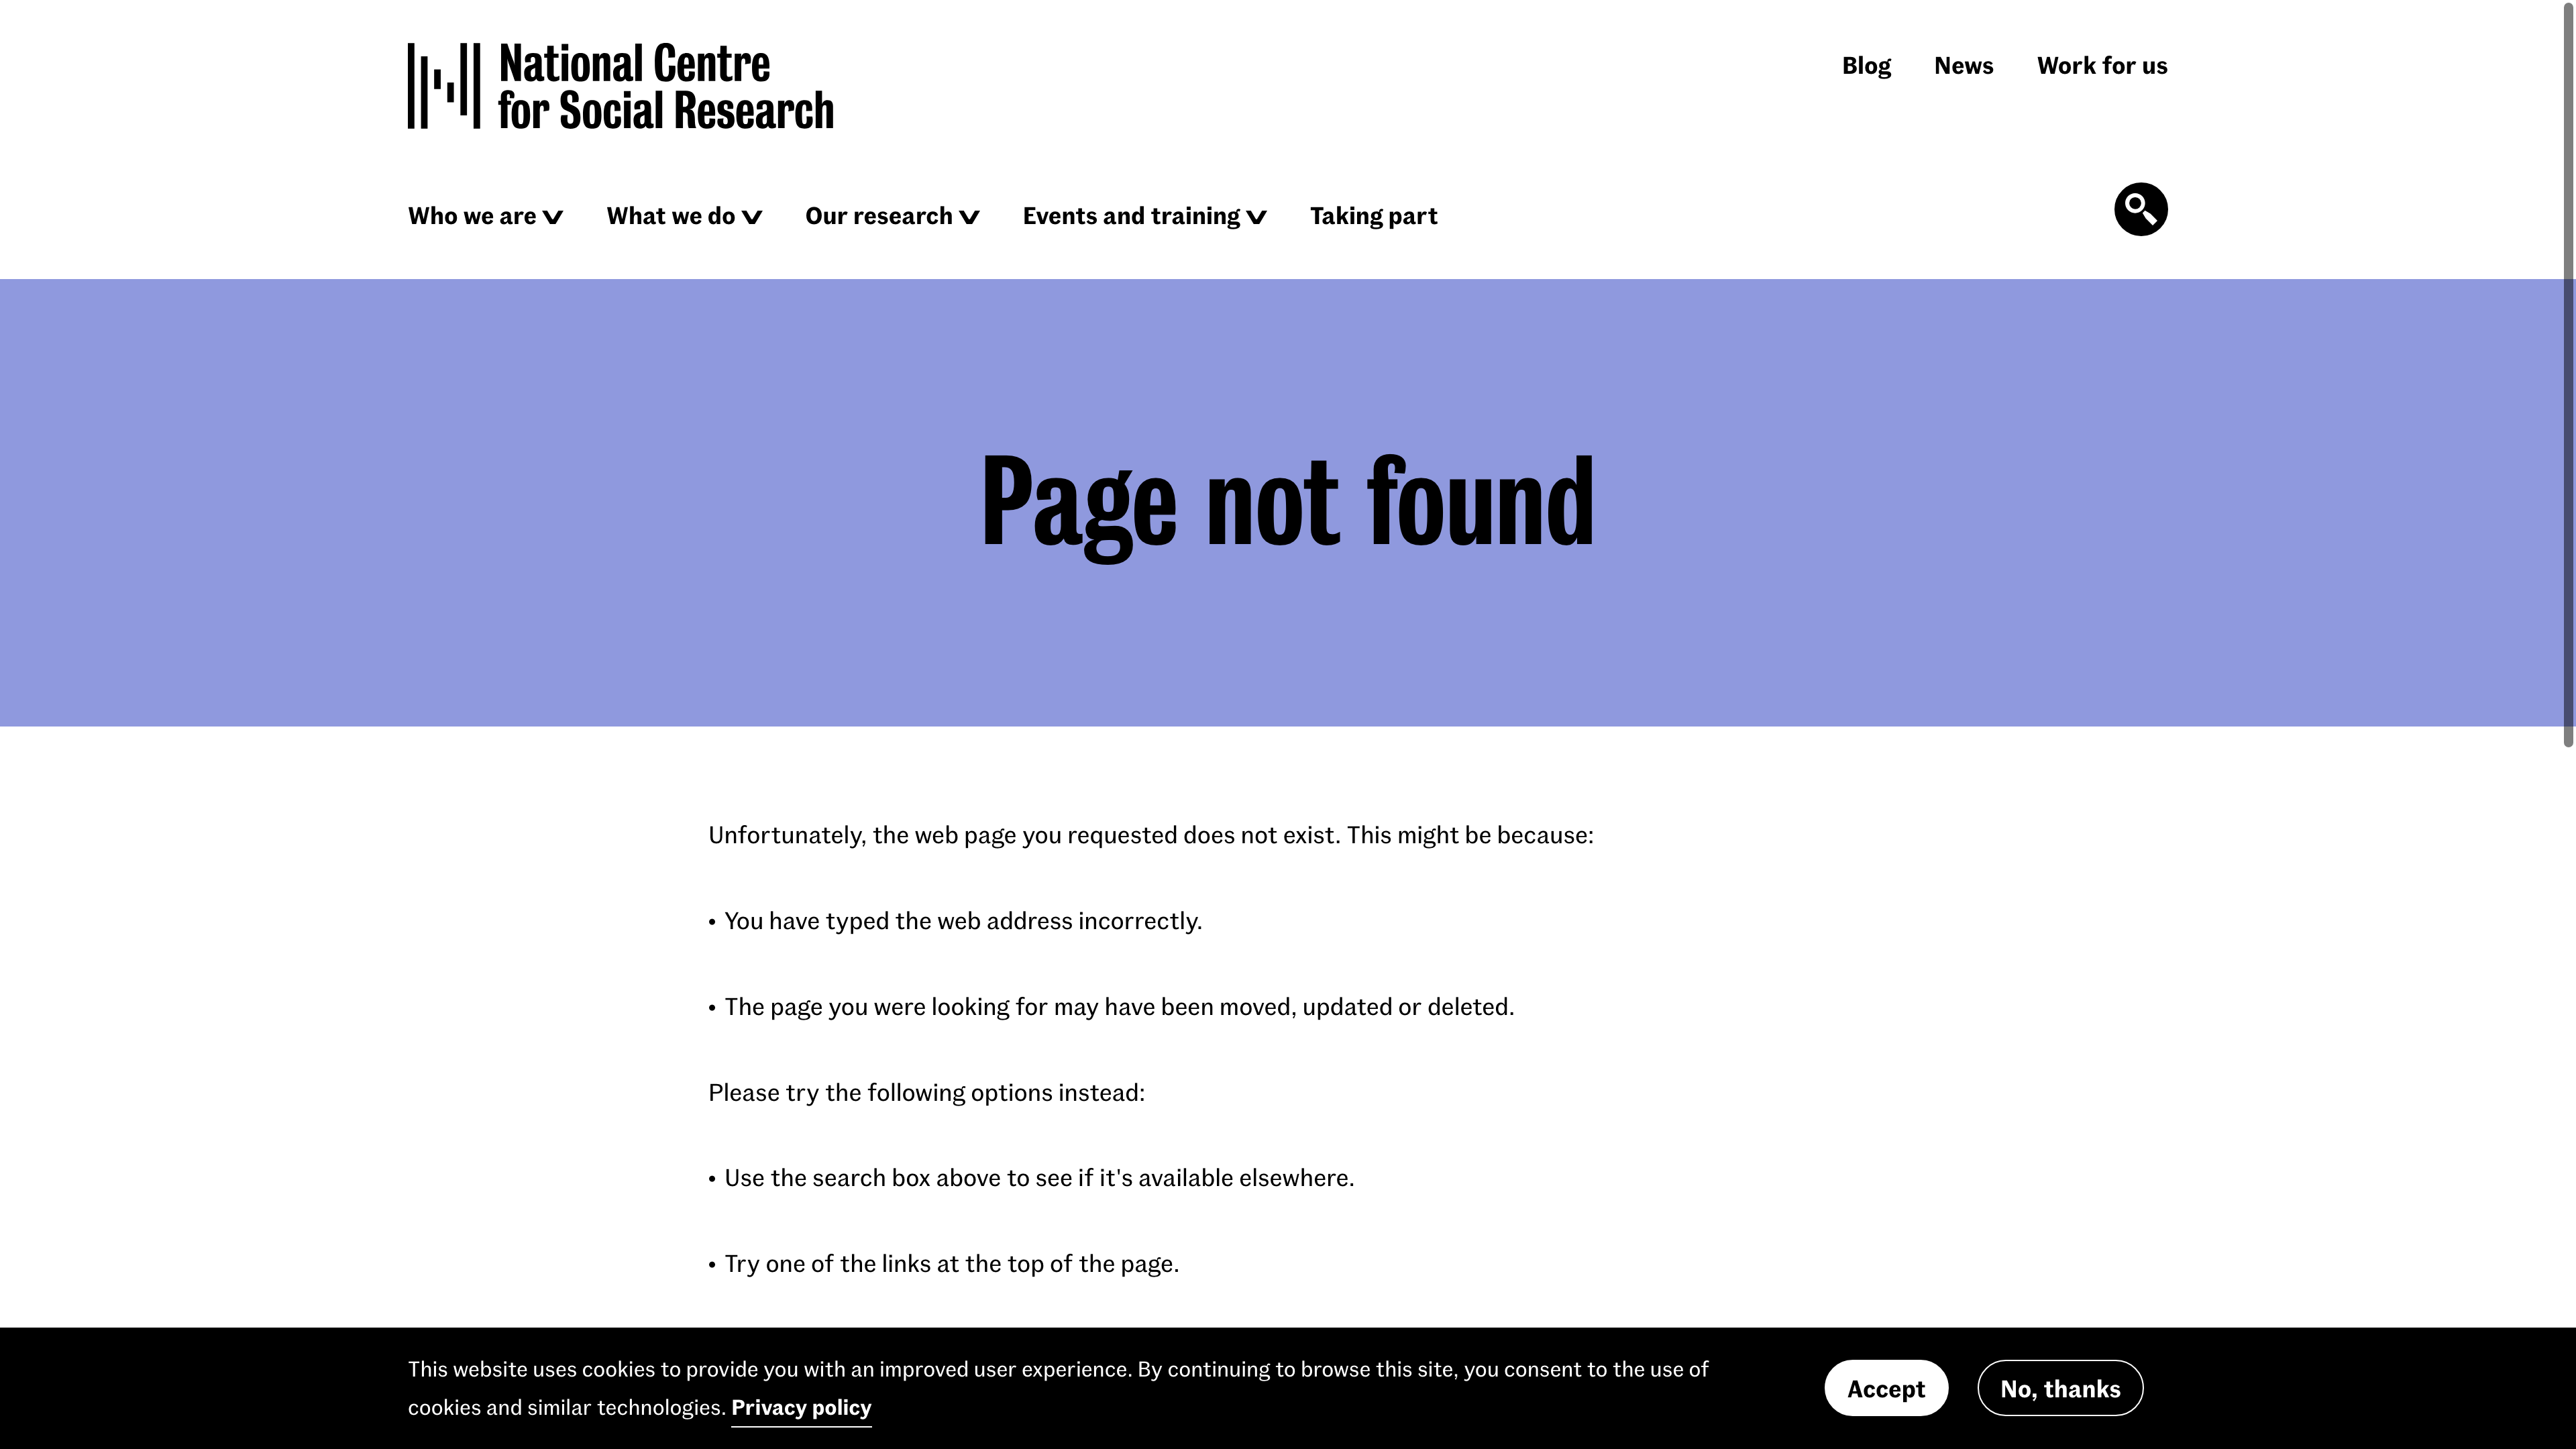 National Centre
for Social Research
Blog
News
Work for us
Who we are
What we do
Our research
Events and training
Taking part
Page not found
Unfortunately, the web page you requested does not exist. This might be because:
• You have typed the web address incorrectly.
• The page you were looking for may have been moved, updated or deleted.
Please try the following options instead:
• Use the search box above to see if it's available elsewhere.
• Try one of the links at the top of the page.
This website uses cookies to provide you with an improved user experience. By continuing to browse this site, you consent to the use of
cookies and similar technologies. Privacy policy
Accept
No, thanks